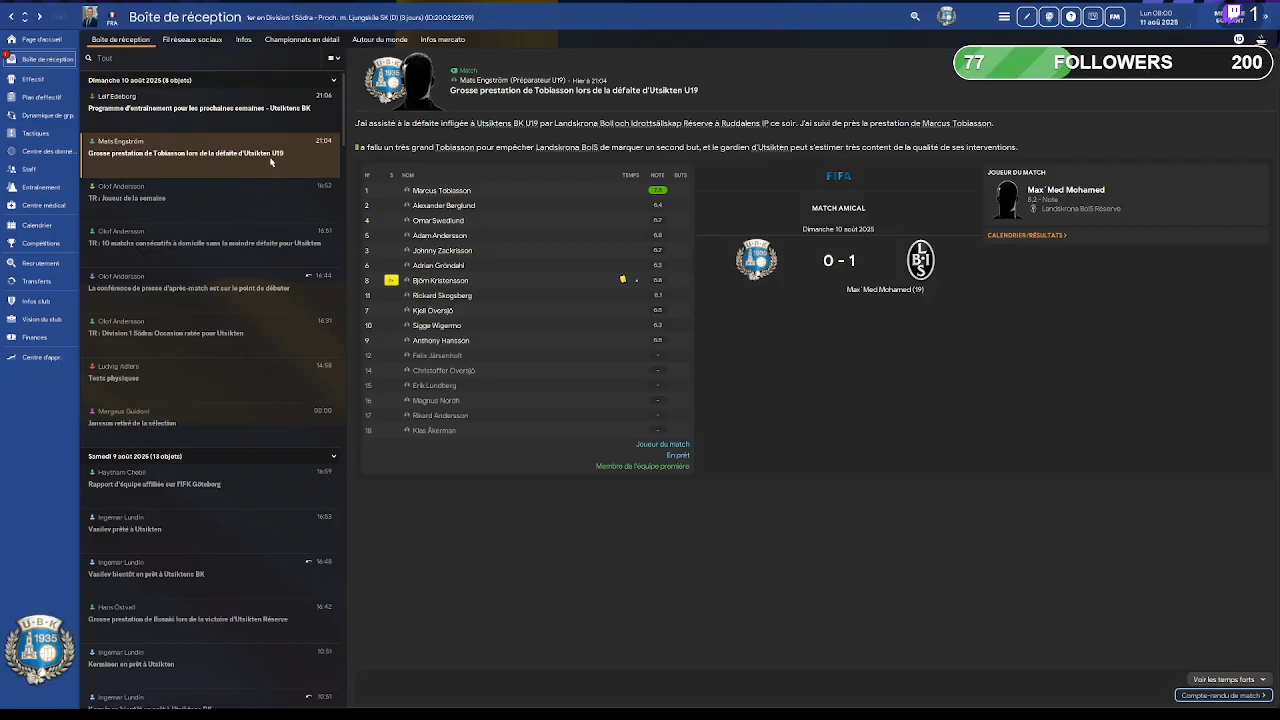 Boîte de réception
1er en Division 1 Södra - Proch. m. Ljungskile SK (D) (3 jours) (ID:2002122599)
FRA
FM
Lun 08:00
11 août 2025
1
Page d'accueil
Boîte de réception
Effectif
Plan d'effectif
Dynamique de grp.
Tactiques
Centre des donné...
Staff
Entraînement
Centre médical
Calendrier
Compétitions
Recrutement
Transferts
Infos club
Vision du club
Finances
Centre d'appr.
UBK
1935
Boîte de réception
Fil réseaux sociaux
Infos
Championnats en détail
Autour du monde
Infos mercato
Tout
Dimanche 10 août 2025 (8 objets)
Leif Edeborg 21:06
Programme d'entraînement pour les prochaines semaines - Utsiktens BK
Mats Engström 21:04
Grosse prestation de Tobiasson lors de la défaite d'Utsikten U19
Olof Andersson 16:52
TR : Joueur de la semaine
Olof Andersson 16:51
TR : 10 matchs consécutifs à domicile sans la moindre défaite pour Utsiktens
Olof Andersson 16:44
La conférence de presse d'après-match est sur le point de débuter
Olof Andersson 16:31
TR : Division 1 Södra: Occasion ratée pour Utsikten
Ludvig Adlers 14:58
Tests physiques
Margaux Guidoni 00:00
Jansson retiré de la sélection
Samedi 9 août 2025 (13 objets)
Haytham Chebil 16:59
Rapport d'équipe affiliée sur l'IFK Göteborg
Ingemar Lundin 16:53
Vasilev prêté à Utsikten
Ingemar Lundin 16:48
Vasilev bientôt en prêt à Utsiktens BK
Hans Östvall 16:42
Grosse prestation de Bosnić lors de la victoire d'Utsikten Réserve
Ingemar Lundin 10:51
Kerminen en prêt à Utsikten
Ingemar Lundin 10:51
77 FOLLOWERS 200
Match
Mats Engström (Préparateur U19) - Hier à 21:04
Grosse prestation de Tobiasson lors de la défaite d'Utsikten U19
J'ai assisté à la défaite infligée à Utsiktens BK U19 par Landskrona Boll och Idrottsällskap Réserve à Ruddalens IP ce soir. J'ai suivi de près la prestation de Marcus Tobiasson.
Il a fallu un très grand Tobiasson pour empêcher Landskrona BoIS de marquer un second but, et le gardien d'Utsikten peut s'estimer très content de la qualité de ses interventions.
N° S NOM TEMPS NOTE BUTS
1 Marcus Tobiasson 7.5
2 Alexander Berglund 6.4
4 Omar Swedlund 6.7
5 Adam Andersson 6.8
3 Johnny Zackrisson 6.7
6 Adrian Gröndahl 6.2
8 Björn Kristensson 6.8
11 Rickard Skogsberg 6.1
7 Kjell Översjö 6.5
10 Sigge Wigermo 6.3
9 Anthony Hansson 6.5
12 Felix Järsenholt -
14 Christoffer Översjö -
15 Erik Lundberg -
16 Magnus Nordh -
17 Rikard Andersson -
18 Klas Åkerman -
Joueur du match
En prêt
Membre de l'équipe première
FIFA
MATCH AMICAL
Dimanche 10 août 2025
0 - 1
Max´Med Mohamed (19)
JOUEUR DU MATCH
Max´Med Mohamed
8,2 - Note
Landskrona BoIS Réserve
CALENDRIER/RÉSULTATS >
Voir les temps forts
Compte-rendu de match >